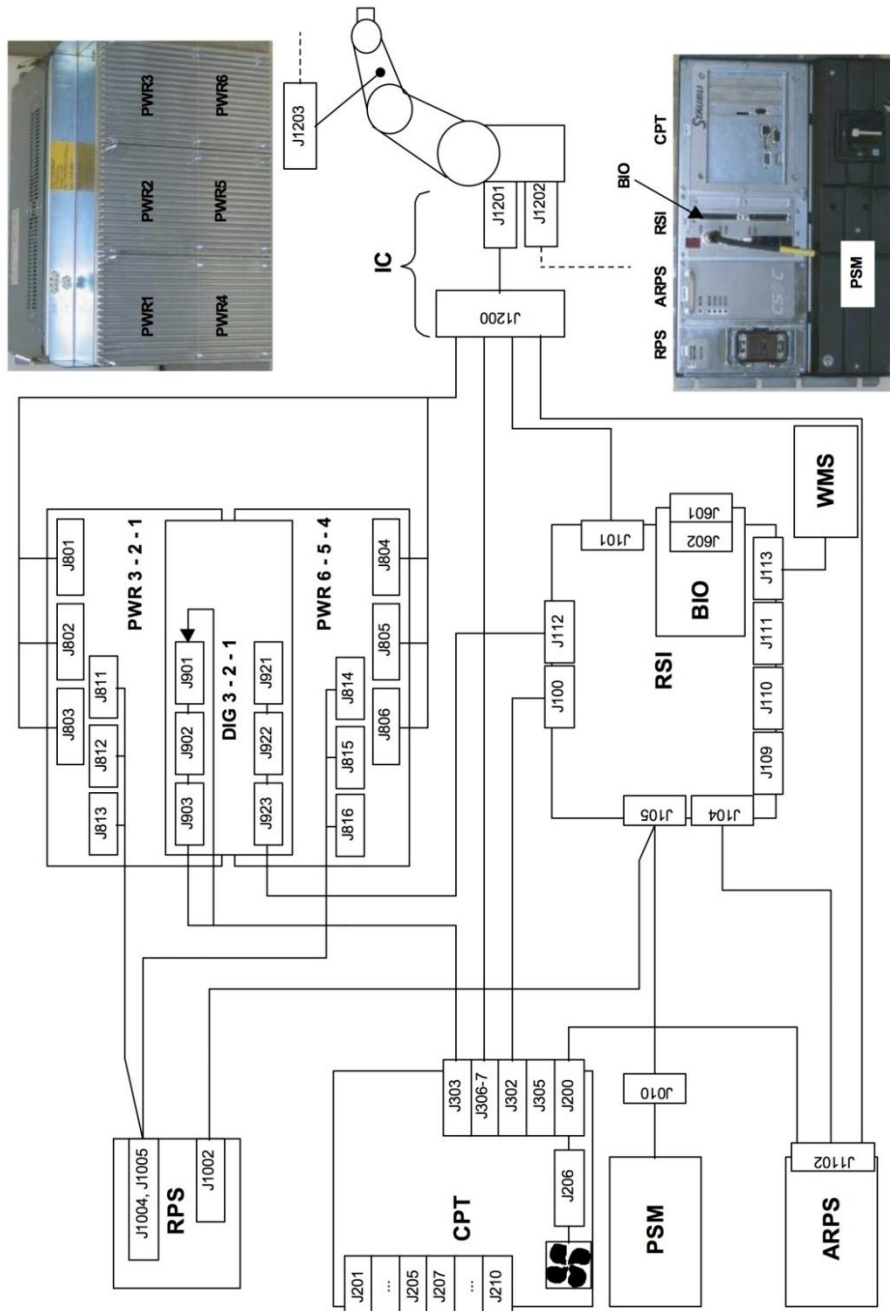 PWR1
PWR2
PWR3
PWR4
PWR5
PWR6
J1203
IC
J1200
J1201
J1202
RPS
ARPS
RSI
BIO
CPT
STÄUBLI
CS8C
PSM
J803
J802
J801
J813
J812
J811
PWR 3 - 2 - 1
J903
J902
J901
DIG 3 - 2 - 1
J923
J922
J921
PWR 6 - 5 - 4
J816
J815
J814
J806
J805
J804
J100
J112
J101
J105
J104
RSI
J602
J601
BIO
J109
J110
J111
J113
WMS
J1004, J1005
RPS
J1002
J303
J306-7
J302
J305
J200
CPT
J206
J201
...
J205
J207
...
J210
PSM
J010
ARPS
J1102